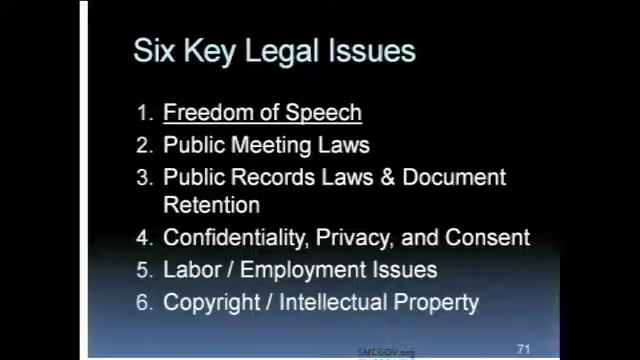 Six Key Legal Issues
1. Freedom of Speech
2. Public Meeting Laws
3. Public Records Laws & Document
Retention
4. Confidentiality, Privacy, and Consent
5. Labor / Employment Issues
6. Copyright / Intellectual Property
SMCGOV.org
71